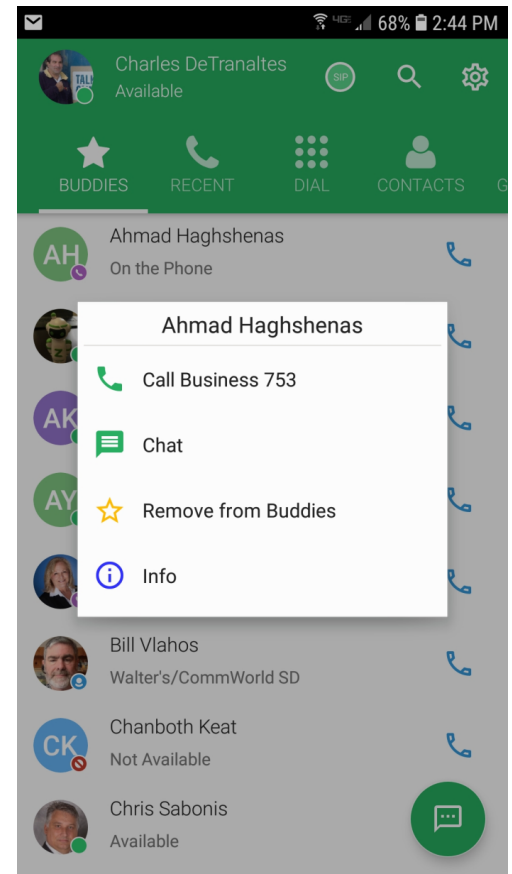 4GE 68% 2:44 PM
Charles DeTranaltes
Available
TALK
SIP
BUDDIES RECENT DIAL CONTACTS G
AH
Ahmad Haghshenas
On the Phone
Z
Ahmad Haghshenas
Call Business 753
AK
Chat
AY
Remove from Buddies
Info
Bill Vlahos
Walter's/CommWorld SD
CK
Chanboth Keat
Not Available
Chris Sabonis
Available